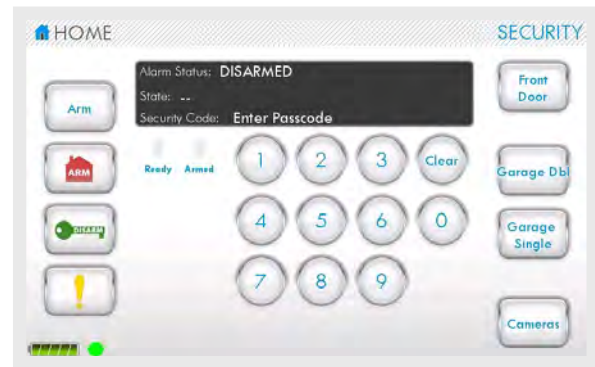 HOME
SECURITY
Alarm Status: DISARMED
State: --
Security Code: Enter Passcode
Arm
ARM
DISARM
Ready Armed
1 2 3 Clear
4 5 6 0
7 8 9
Front
Door
Garage Dbl
Garage
Single
Cameras